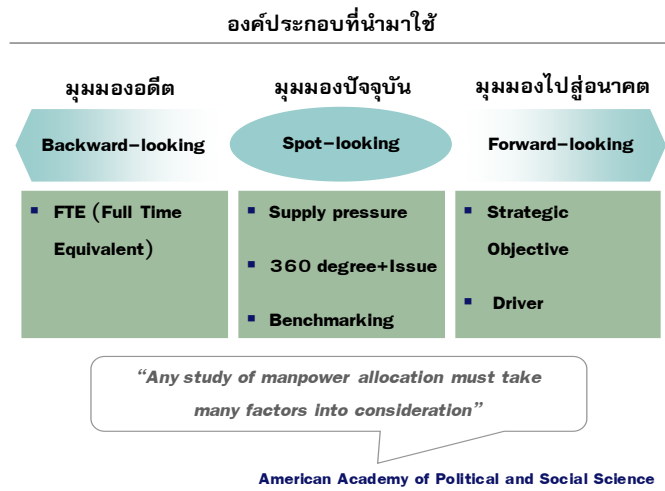 องค์ประกอบที่นำมาใช้
มุมมองอดีต
มุมมองปัจจุบัน
มุมมองไปสู่อนาคต
Backward-looking
Spot-looking
Forward-looking
FTE (Full Time
Equivalent)
Supply pressure
360 degree+Issue
Benchmarking
Strategic
Objective
Driver
“Any study of manpower allocation must take
many factors into consideration”
American Academy of Political and Social Science